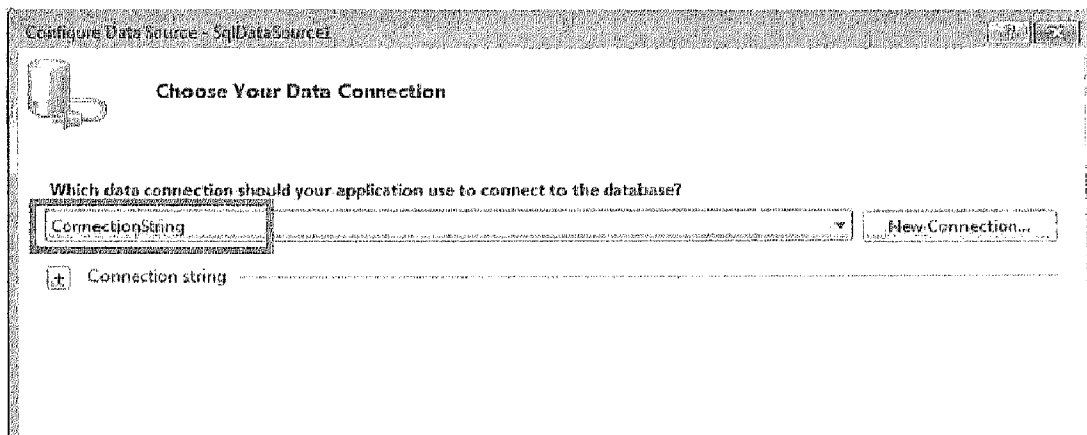 Configure Data Source - SqlDataSource1
Choose Your Data Connection
Which data connection should your application use to connect to the database?
ConnectionString
New Connection...
+ Connection string